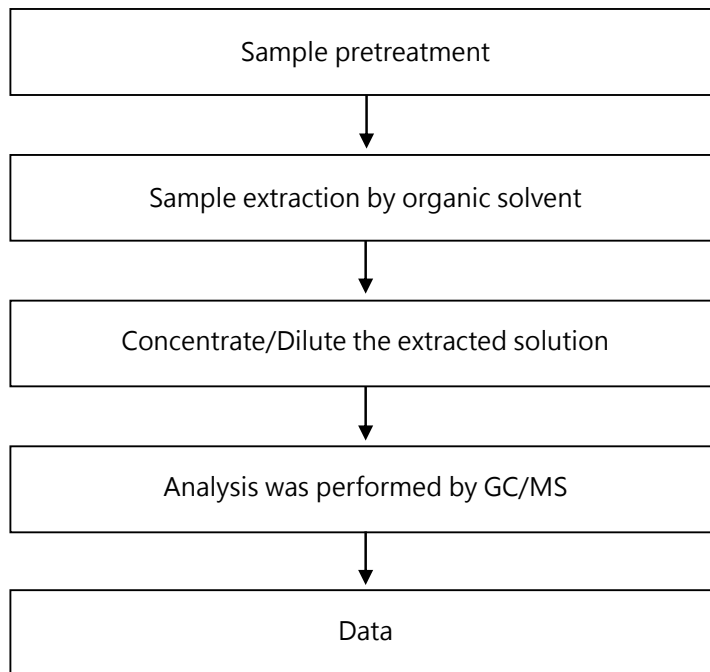 Sample pretreatment
Sample extraction by organic solvent
Concentrate/Dilute the extracted solution
Analysis was performed by GC/MS
Data